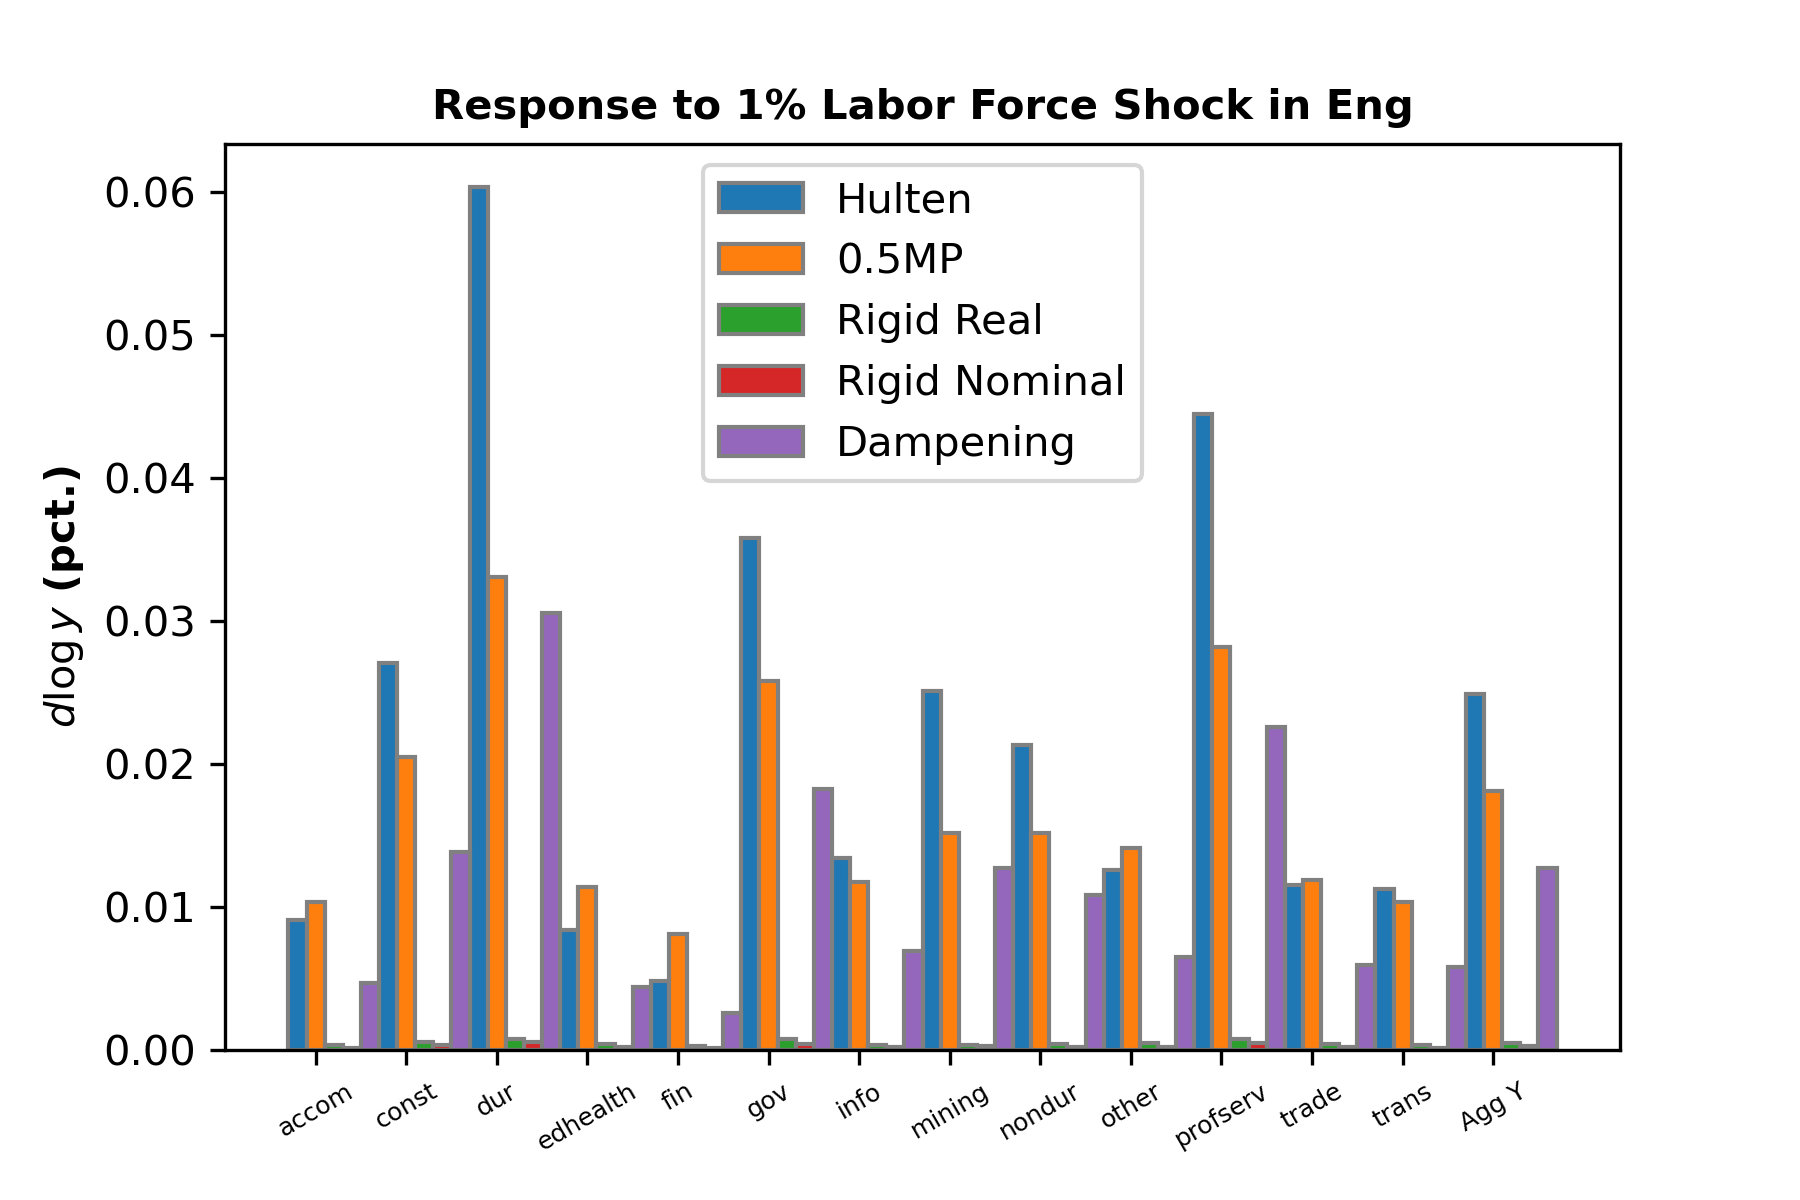 Response to 1% Labor Force Shock in Eng
Hulten
0.5MP
Rigid Real
Rigid Nominal
Dampening
dlog y (pct.)
0.06
0.05
0.04
0.03
0.02
0.01
0.00
accom
const
dur
edhealth
fin
gov
info
mining
nondur
other
profserv
trade
trans
Agg Y